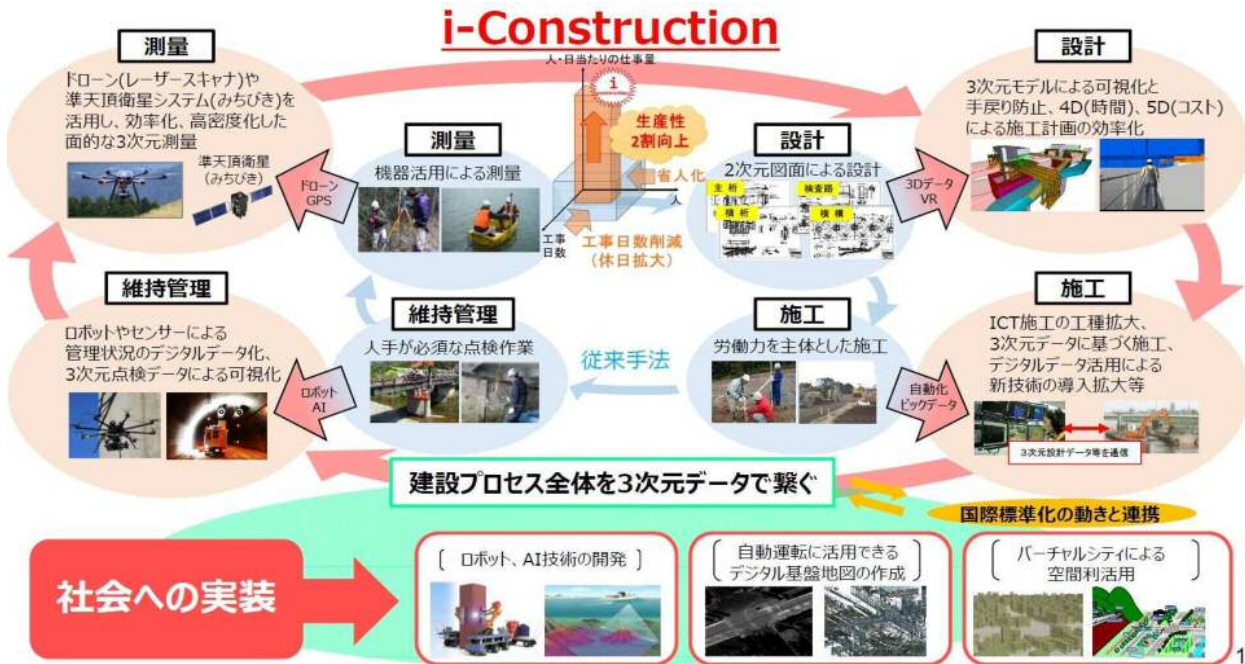 i-Construction
測量
ドローン(レーザースキャナ)や
準天頂衛星システム(みちびき)を
活用し、効率化、高密度化した
面的な3次元測量
準天頂衛星
(みちびき)
ドローン
GPS
測量
機器活用による測量
人・日当たりの仕事量
i
生産性
2割向上
省人化
人
工事
日数
工事日数削減
(休日拡大)
設計
2次元図面による設計
主桁
検査路
横桁
横構
3Dデータ
VR
設計
3次元モデルによる可視化と
手戻り防止、4D(時間)、5D(コスト)
による施工計画の効率化
維持管理
ロボットやセンサーによる
管理状況のデジタルデータ化、
3次元点検データによる可視化
ロボット
AI
維持管理
人手が必須な点検作業
従来手法
施工
労働力を主体とした施工
自動化
ビックデータ
施工
ICT施工の工種拡大、
3次元データに基づく施工、
デジタルデータ活用による
新技術の導入拡大等
3次元設計データ等を通信
建設プロセス全体を3次元データで繋ぐ
国際標準化の動きと連携
社会への実装
[ ロボット、AI技術の開発 ]
自動運転に活用できる
デジタル基盤地図の作成
バーチャルシティによる
空間利活用
1